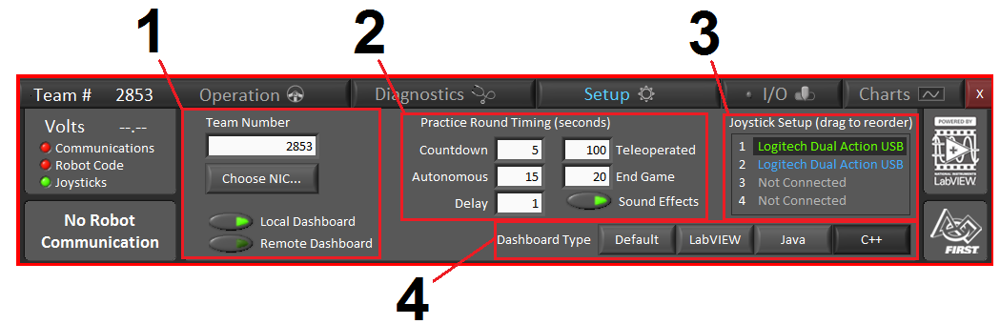 1 2 3
Team # 2853 Operation Diagnostics Setup I/O Charts x
Volts --.--
Communications
Robot Code
Joysticks
No Robot
Communication
Team Number
2853
Choose NIC...
Local Dashboard
Remote Dashboard
Practice Round Timing (seconds)
Countdown 5 100 Teleoperated
Autonomous 15 20 End Game
Delay 1 Sound Effects
Joystick Setup (drag to reorder)
1 Logitech Dual Action USB
2 Logitech Dual Action USB
3 Not Connected
4 Not Connected
Dashboard Type Default LabVIEW Java C++
POWERED BY
NATIONAL INSTRUMENTS
LabVIEW
FIRST
4